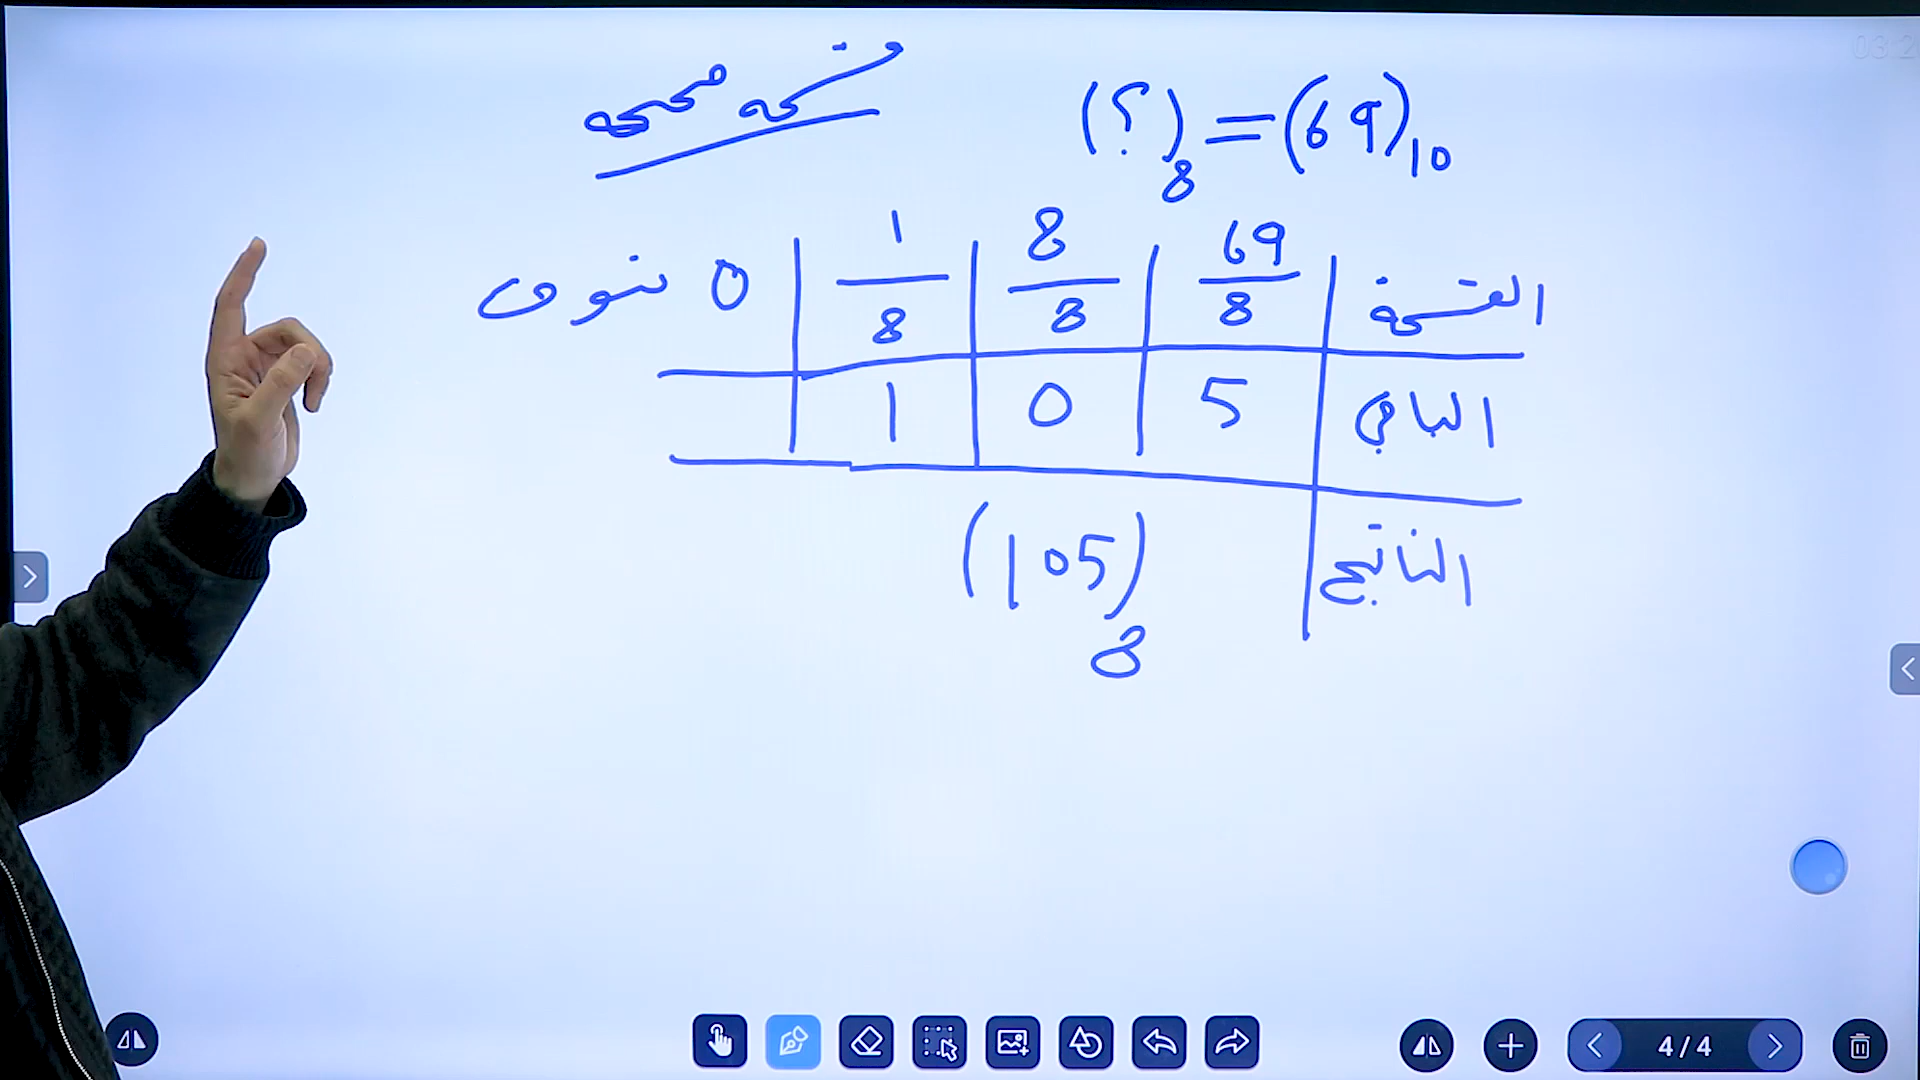 قسمة صحيحة
(؟)8 = (69)10
القسمة 69/8 8/8 1/8 0 نتوقف
الباقي 5 0 1
الناتج (105)8
4/4